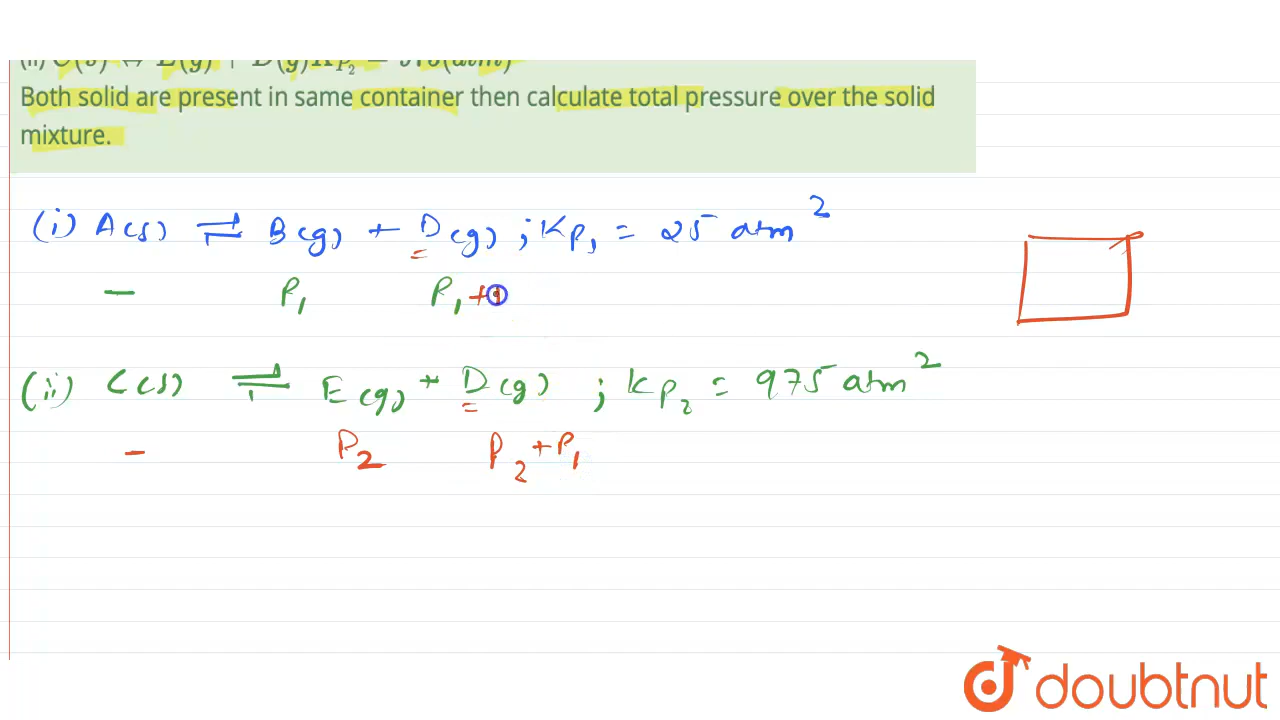 Both solid are present in same container then calculate total pressure over the solid
mixture.
(i) A(s) ⇌ B(g) + D(g) ; Kp₁ = 25 atm²
– P₁ P₁ +
(ii) C(s) ⇌ E(g) + D(g) ; Kp₂ = 975 atm²
– P₂ P₂ + P₁
doubtnut